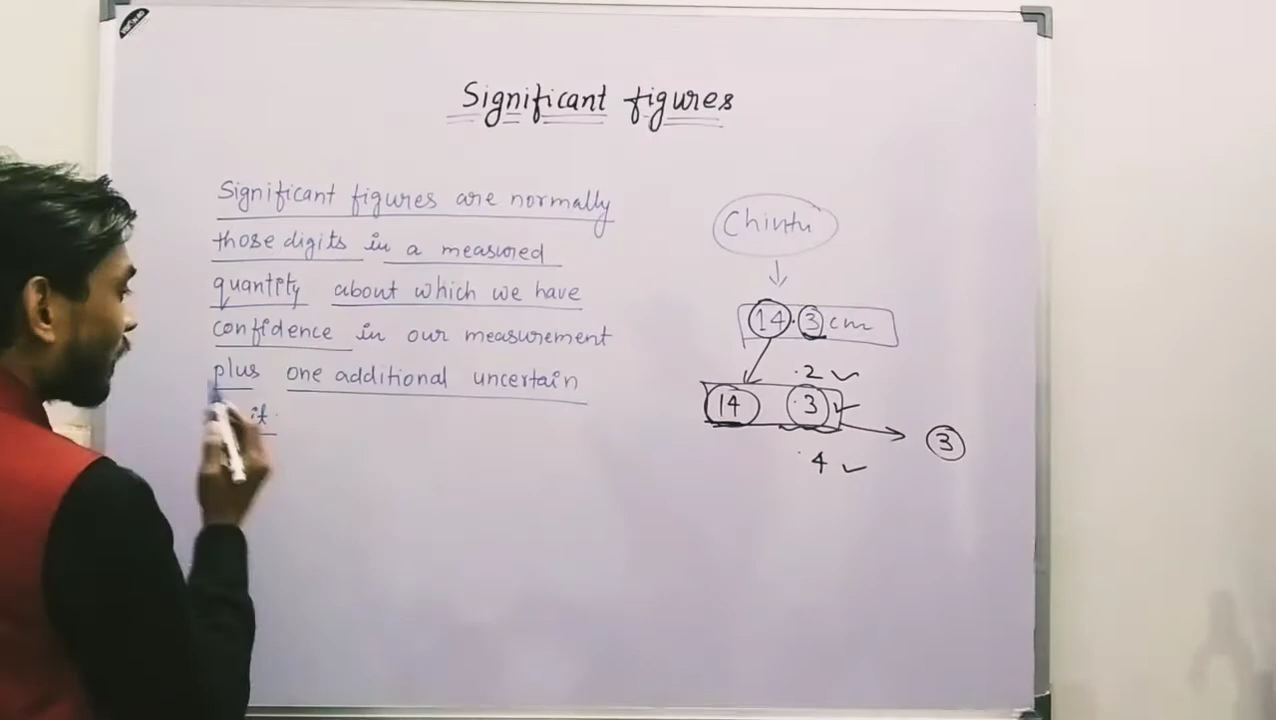 Significant figures
Significant figures are normally
those digits in a measured
quantity about which we have
confidence in our measurement
plus one additional uncertain
it.
Chintu
14.3 cm
.2
14 .3
3
.4